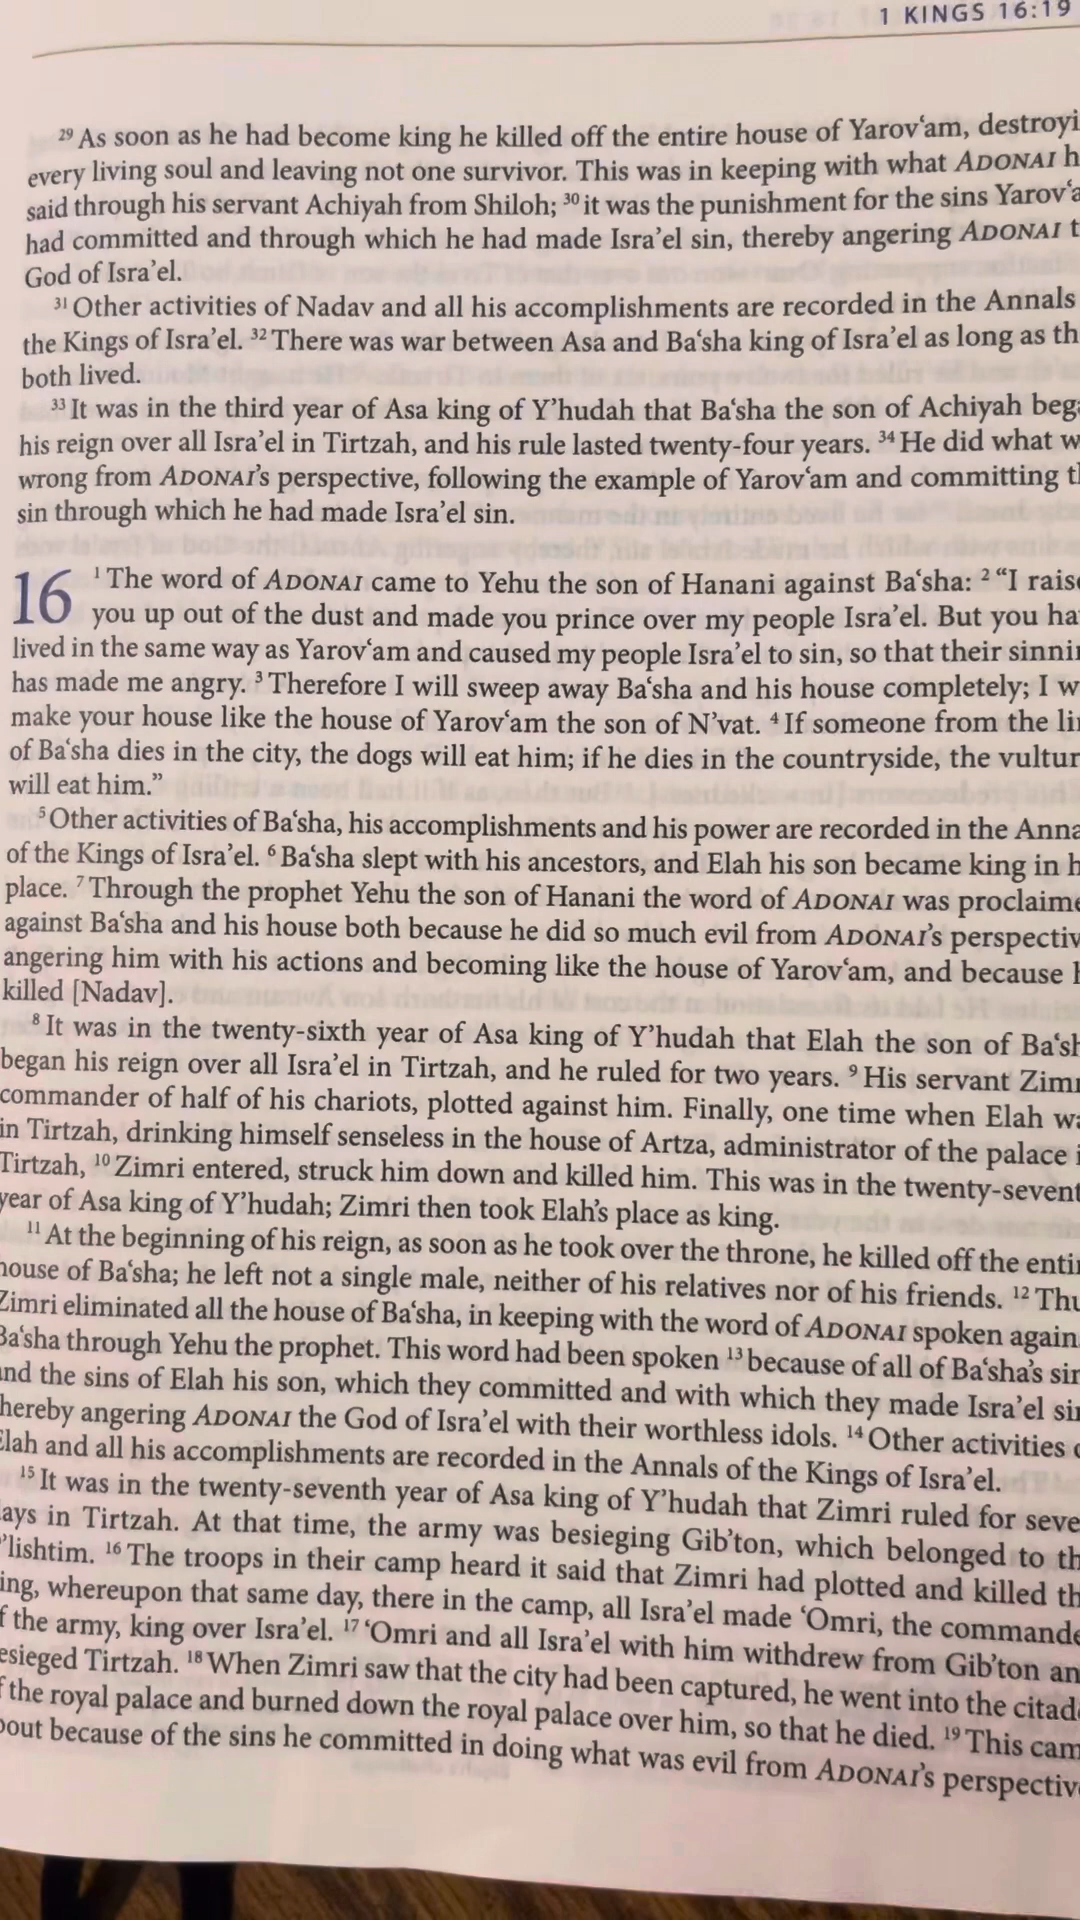 1 KINGS 16:19
29 As soon as he had become king he killed off the entire house of Yarov‘am, destroyi
every living soul and leaving not one survivor. This was in keeping with what ADONAI h
said through his servant Achiyah from Shiloh; 30 it was the punishment for the sins Yarov‘a
had committed and through which he had made Isra’el sin, thereby angering ADONAI t
God of Isra’el.
31 Other activities of Nadav and all his accomplishments are recorded in the Annals
the Kings of Isra’el. 32 There was war between Asa and Ba‘sha king of Isra’el as long as th
both lived.
33 It was in the third year of Asa king of Y’hudah that Ba‘sha the son of Achiyah bega
his reign over all Isra’el in Tirtzah, and his rule lasted twenty-four years. 34 He did what w
wrong from ADONAI’s perspective, following the example of Yarov‘am and committing th
sin through which he had made Isra’el sin.
16 1 The word of ADONAI came to Yehu the son of Hanani against Ba‘sha: 2 “I raise
you up out of the dust and made you prince over my people Isra’el. But you ha
lived in the same way as Yarov‘am and caused my people Isra’el to sin, so that their sinnin
has made me angry. 3 Therefore I will sweep away Ba‘sha and his house completely; I w
make your house like the house of Yarov‘am the son of N’vat. 4 If someone from the lin
of Ba‘sha dies in the city, the dogs will eat him; if he dies in the countryside, the vultur
will eat him.”
5 Other activities of Ba‘sha, his accomplishments and his power are recorded in the Anna
of the Kings of Isra’el. 6 Ba‘sha slept with his ancestors, and Elah his son became king in h
place. 7 Through the prophet Yehu the son of Hanani the word of ADONAI was proclaime
against Ba‘sha and his house both because he did so much evil from ADONAI’s perspectiv
angering him with his actions and becoming like the house of Yarov‘am, and because h
killed [Nadav].
8 It was in the twenty-sixth year of Asa king of Y’hudah that Elah the son of Ba‘sh
began his reign over all Isra’el in Tirtzah, and he ruled for two years. 9 His servant Zimr
commander of half of his chariots, plotted against him. Finally, one time when Elah wa
in Tirtzah, drinking himself senseless in the house of Artza, administrator of the palace i
Tirtzah, 10 Zimri entered, struck him down and killed him. This was in the twenty-sevent
year of Asa king of Y’hudah; Zimri then took Elah’s place as king.
11 At the beginning of his reign, as soon as he took over the throne, he killed off the entir
house of Ba‘sha; he left not a single male, neither of his relatives nor of his friends. 12 Thu
Zimri eliminated all the house of Ba‘sha, in keeping with the word of ADONAI spoken again
Ba‘sha through Yehu the prophet. This word had been spoken 13 because of all of Ba‘sha’s sin
nd the sins of Elah his son, which they committed and with which they made Isra’el sin
hereby angering ADONAI the God of Isra’el with their worthless idols. 14 Other activities o
Elah and all his accomplishments are recorded in the Annals of the Kings of Isra’el.
15 It was in the twenty-seventh year of Asa king of Y’hudah that Zimri ruled for seve
ays in Tirtzah. At that time, the army was besieging Gib’ton, which belonged to th
’lishtim. 16 The troops in their camp heard it said that Zimri had plotted and killed th
ing, whereupon that same day, there in the camp, all Isra’el made ‘Omri, the commande
f the army, king over Isra’el. 17 ‘Omri and all Isra’el with him withdrew from Gib’ton an
esieged Tirtzah. 18 When Zimri saw that the city had been captured, he went into the citade
f the royal palace and burned down the royal palace over him, so that he died. 19 This cam
bout because of the sins he committed in doing what was evil from ADONAI’s perspective